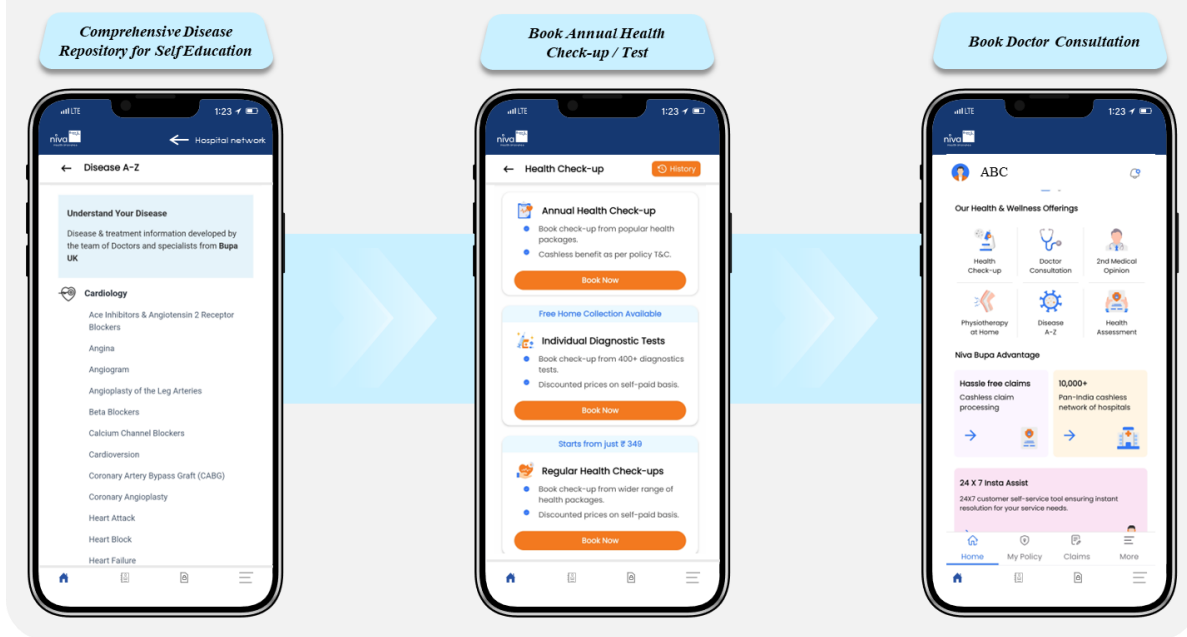 Comprehensive Disease
Repository for Self Education
LTE
1:23
niva
Hospital network
Disease A-Z
Understand Your Disease
Disease & treatment information developed by
the team of Doctors and specialists from Bupa
UK
Cardiology
Ace Inhibitors & Angiotensin 2 Receptor
Blockers
Angina
Angiogram
Angioplasty of the Leg Arteries
Beta Blockers
Calcium Channel Blockers
Cardioversion
Coronary Artery Bypass Graft (CABG)
Coronary Angioplasty
Heart Attack
Heart Block
Heart Failure
Book Annual Health
Check-up / Test
LTE
1:23
niva
Health Check-up
History
Annual Health Check-up
Book check-up from popular health
packages.
Cashless benefit as per policy T&C.
Book Now
Free Home Collection Available
Individual Diagnostic Tests
Book check-up from 400+ diagnostics
tests.
Discounted prices on self-paid basis.
Book Now
Starts from just ₹ 349
Regular Health Check-ups
Book check-up from wider range of
health packages.
Discounted prices on self-paid basis.
Book Now
Book Doctor Consultation
LTE
1:23
niva
ABC
Our Health & Wellness Offerings
Health
Check-up
Doctor
Consultation
2nd Medical
Opinion
Physiotherapy
at Home
Disease
A-Z
Health
Assessment
Niva Bupa Advantage
Hassle free claims
Cashless claim
processing
10,000+
Pan-India cashless
network of hospitals
24 X 7 Insta Assist
24X7 customer self-service tool ensuring instant
resolution for your service needs.
Home
My Policy
Claims
More